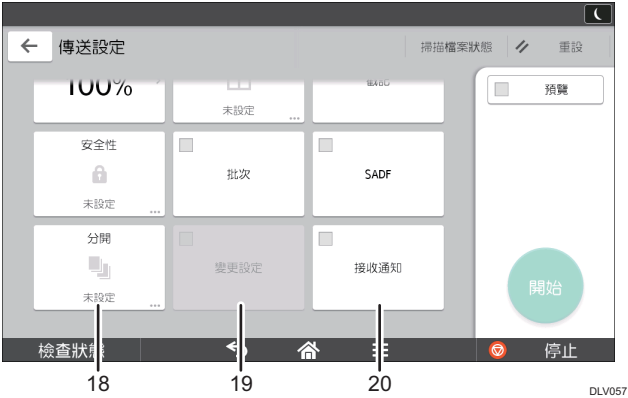 傳送設定
掃描檔案狀態
重設
100%
未設定
預覽
安全性
未設定
批次
SADF
分開
未設定
變更設定
接收通知
開始
檢查狀態
停止
18
19
20
DLV057